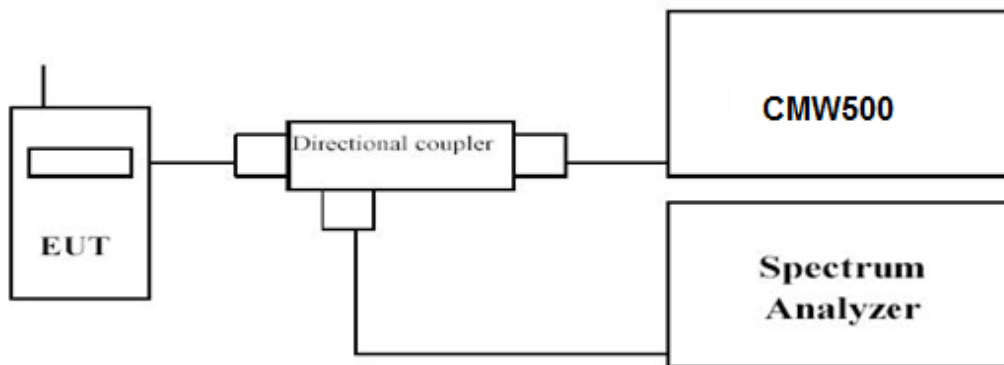 CMW500
Directional coupler
EUT
Spectrum
Analyzer